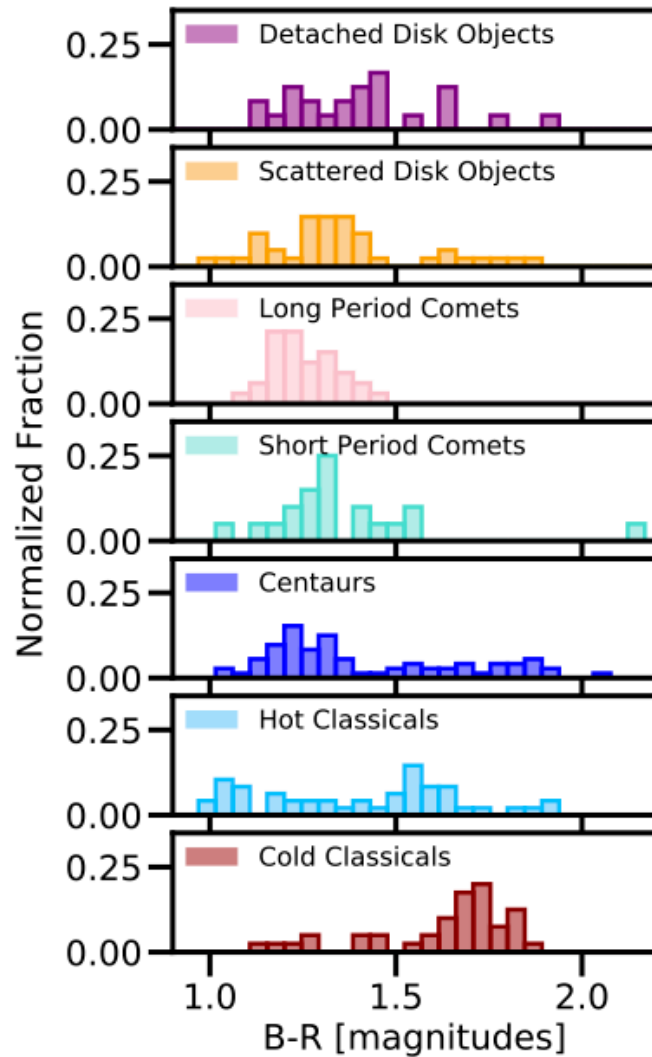 Detached Disk Objects
0.25
0.00
Scattered Disk Objects
0.25
0.00
Long Period Comets
0.25
0.00
Short Period Comets
0.25
0.00
Centaurs
0.25
0.00
Hot Classicals
0.25
0.00
Cold Classicals
0.25
0.00
Normalized Fraction
1.0 1.5 2.0
B-R [magnitudes]